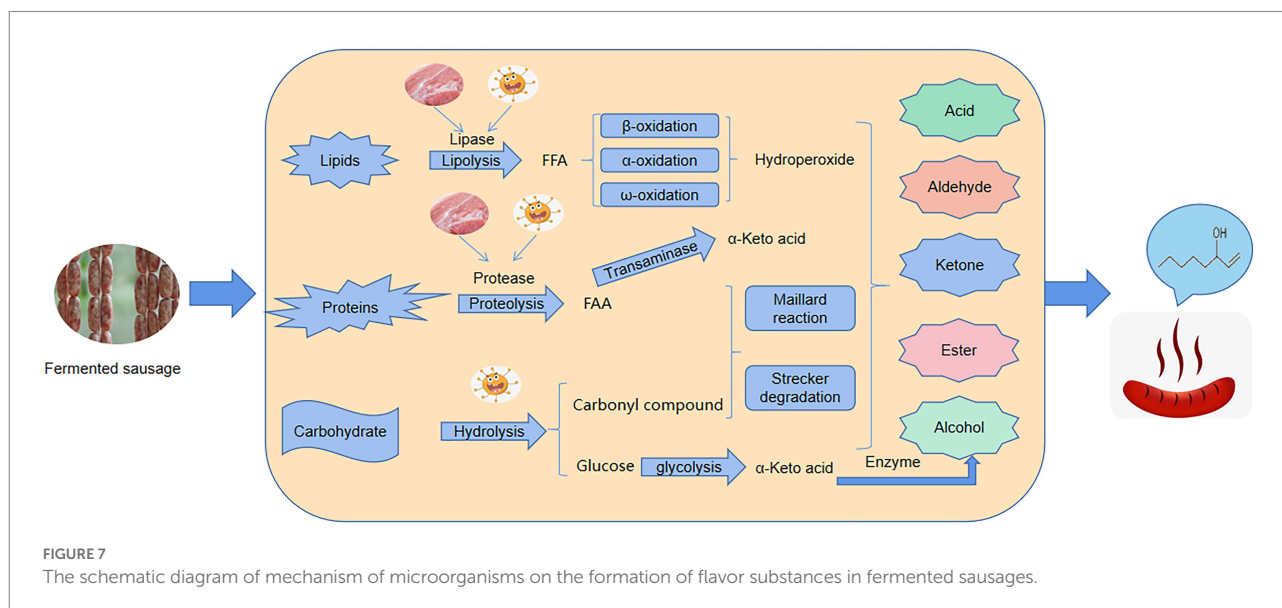 Fermented sausage
Lipids
Lipase
Lipolysis
FFA
β-oxidation
α-oxidation
ω-oxidation
Hydroperoxide
Proteins
Protease
Proteolysis
FAA
Transaminase
α-Keto acid
Maillard
reaction
Strecker
degradation
Carbohydrate
Hydrolysis
Carbonyl compound
Glucose
glycolysis
α-Keto acid
Enzyme
Acid
Aldehyde
Ketone
Ester
Alcohol
OH
FIGURE 7
The schematic diagram of mechanism of microorganisms on the formation of flavor substances in fermented sausages.